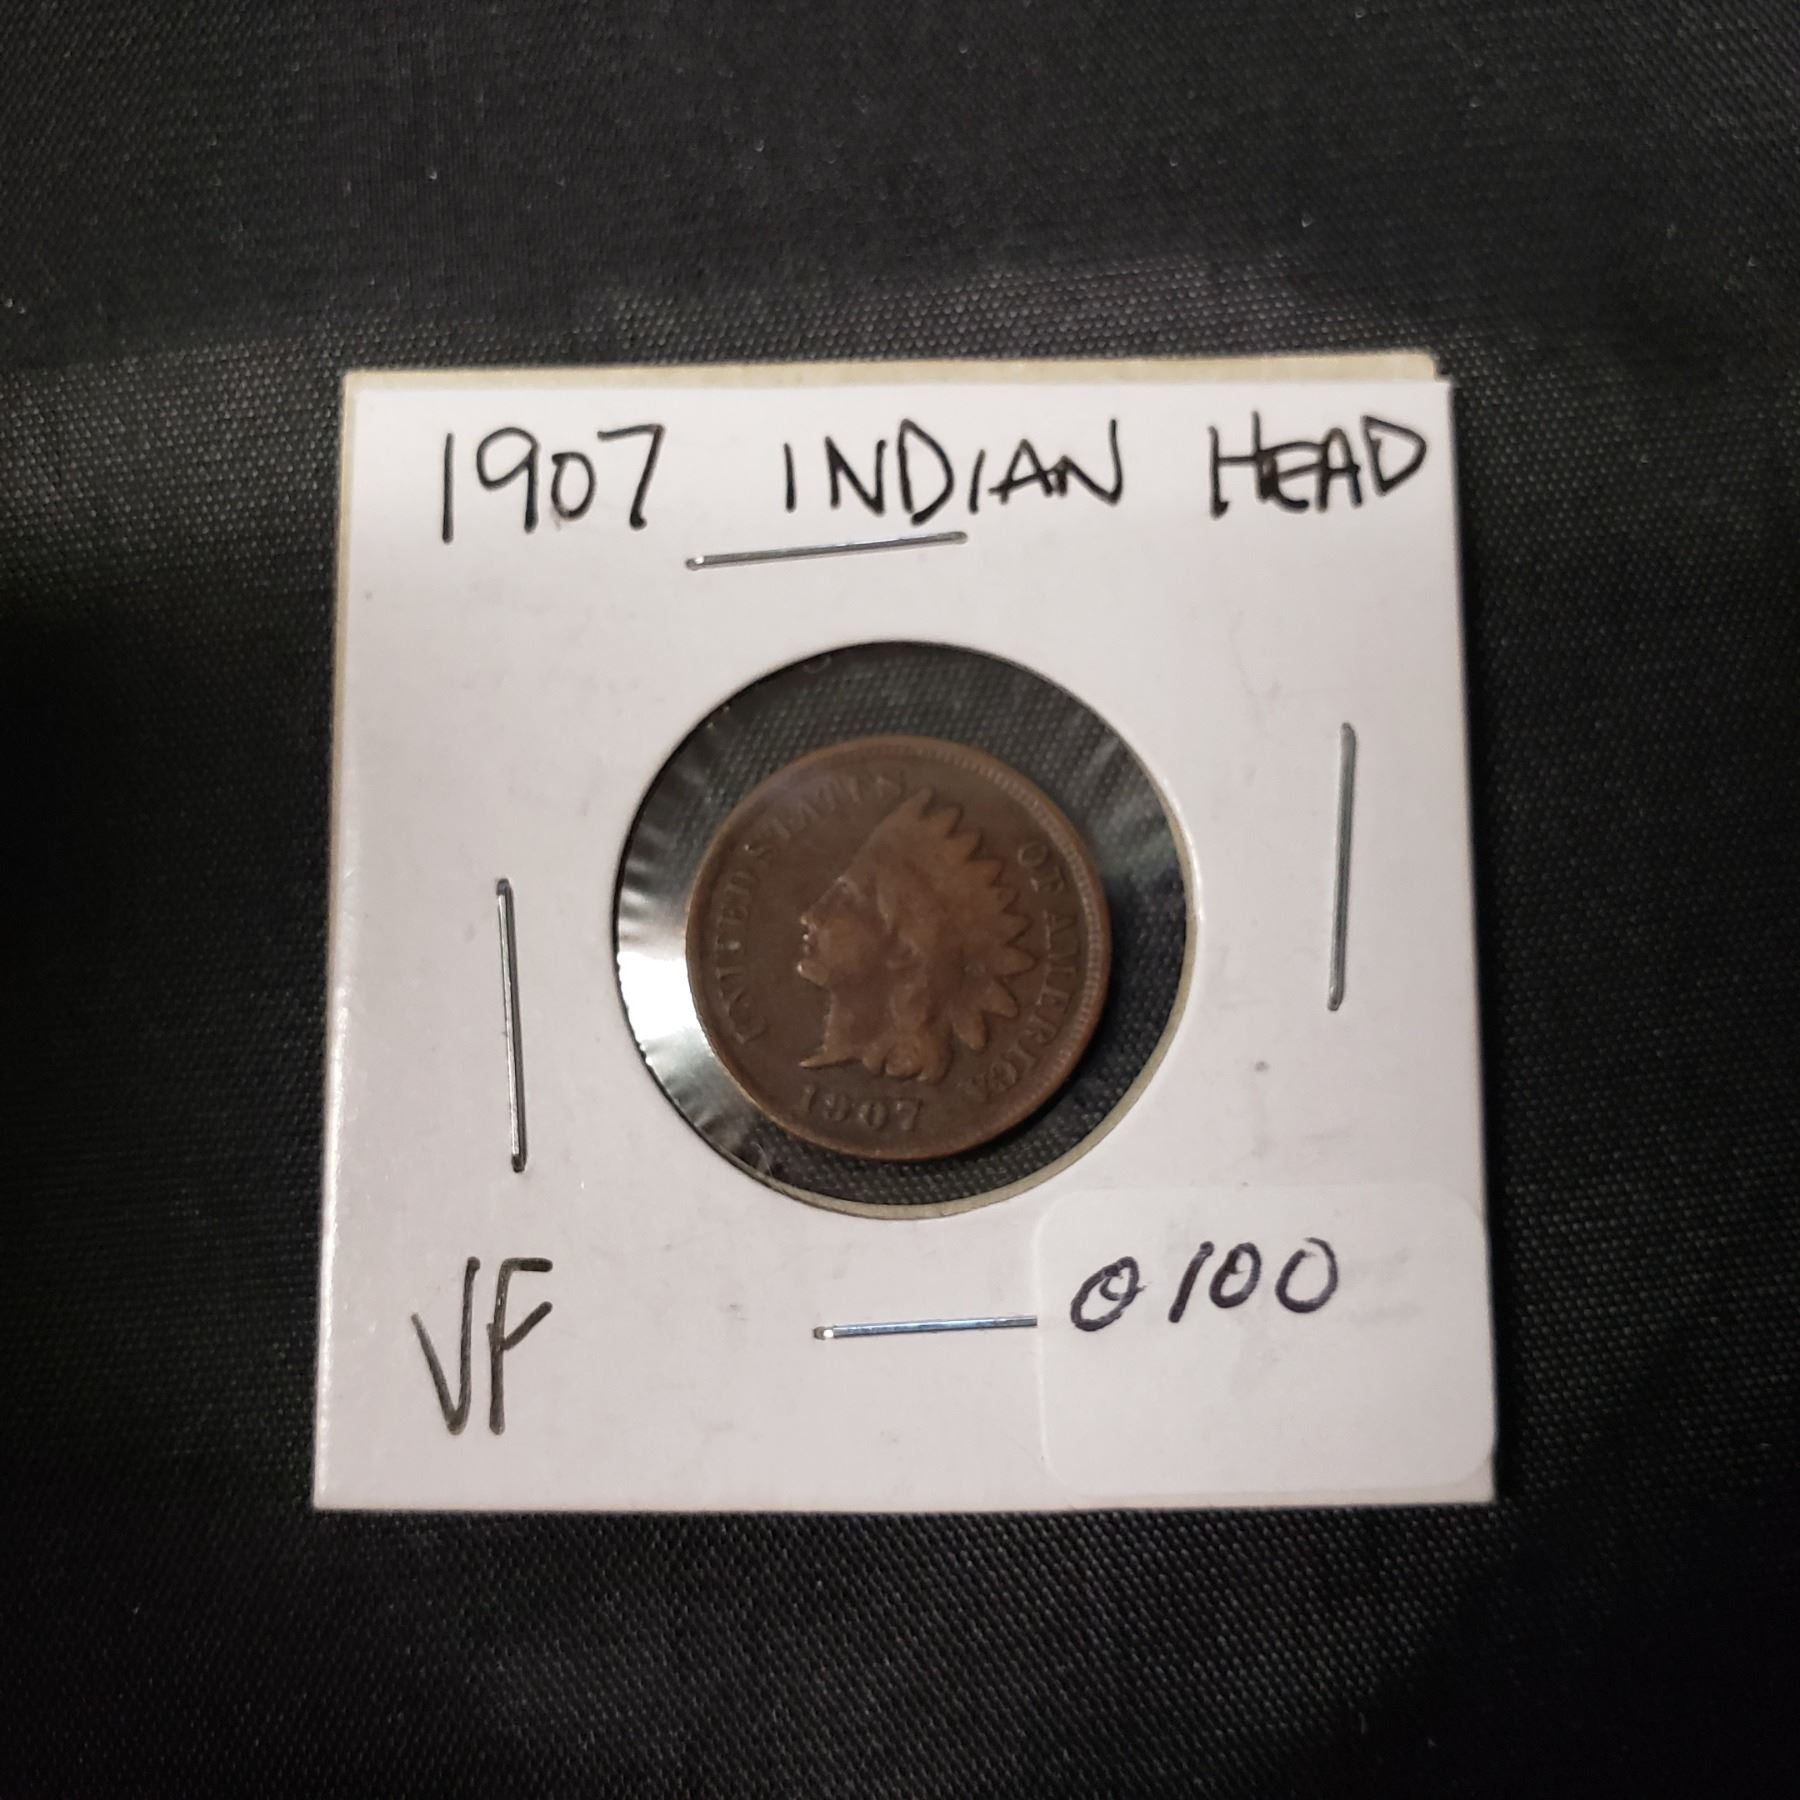 1907 INDIAN HEAD
UNITED STATES OF AMERICA
1907
VF
0100